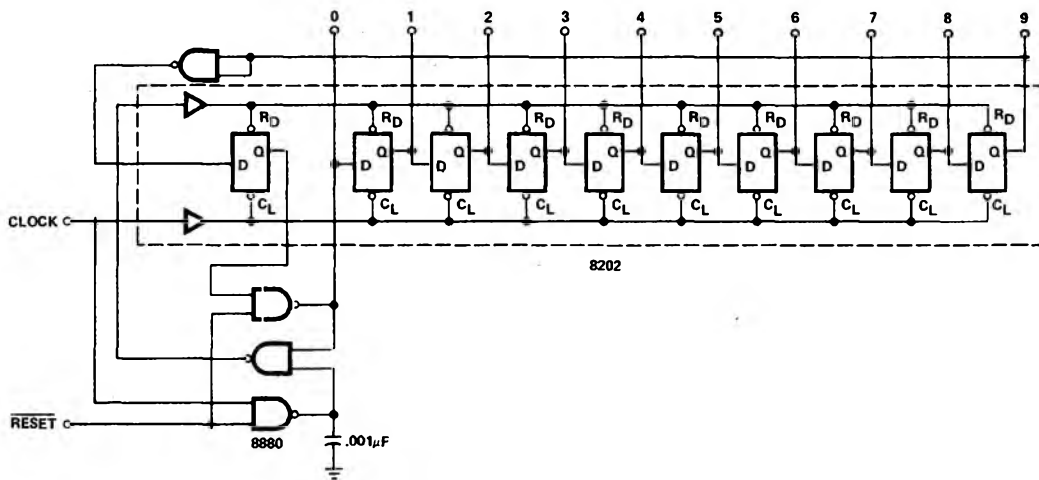 0 1 2 3 4 5 6 7 8 9
RD RD RD RD RD RD RD RD RD
Q Q Q Q Q Q Q Q Q Q
D D D D D D D D D D
CL CL CL CL CL CL CL CL CL CL
CLOCK
8202
RESET
8880
.001µF